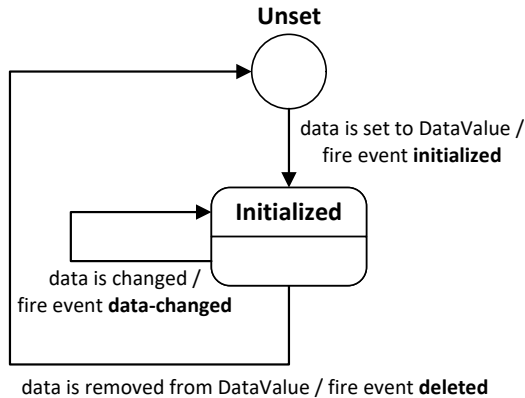 Unset
data is set to DataValue /
fire event initialized
Initialized
data is changed /
fire event data-changed
data is removed from DataValue / fire event deleted